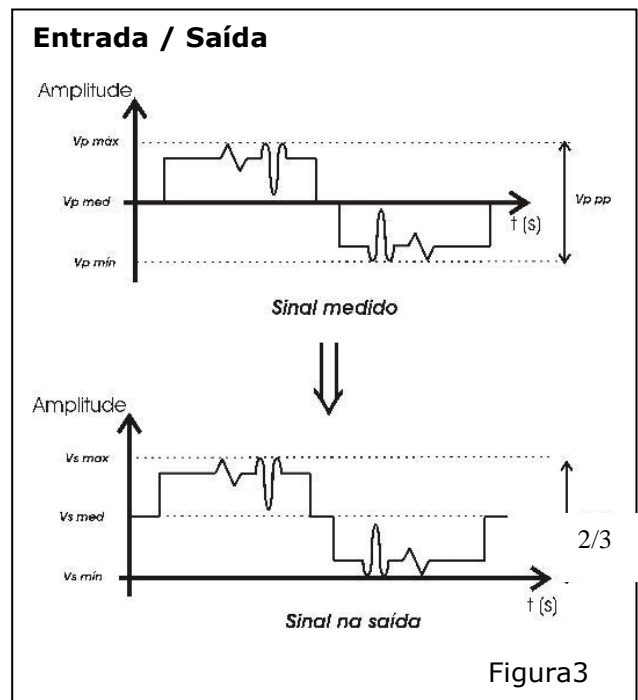 Entrada / Saída
Amplitude
Vp máx
Vp med
Vp pp
t (s)
Vp mín
Sinal medido
Amplitude
Vs max
Vs med
2/3
Vs mín
t (s)
Sinal na saída
Figura3